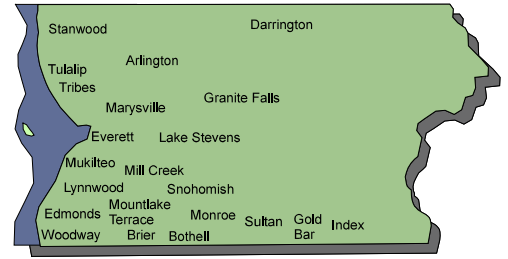 Stanwood
Darrington
Arlington
Tulalip
Tribes
Granite Falls
Marysville
Everett
Lake Stevens
Mukilteo
Mill Creek
Lynnwood
Snohomish
Mountlake
Terrace
Edmonds
Monroe
Sultan
Gold
Bar
Index
Woodway
Brier
Bothell